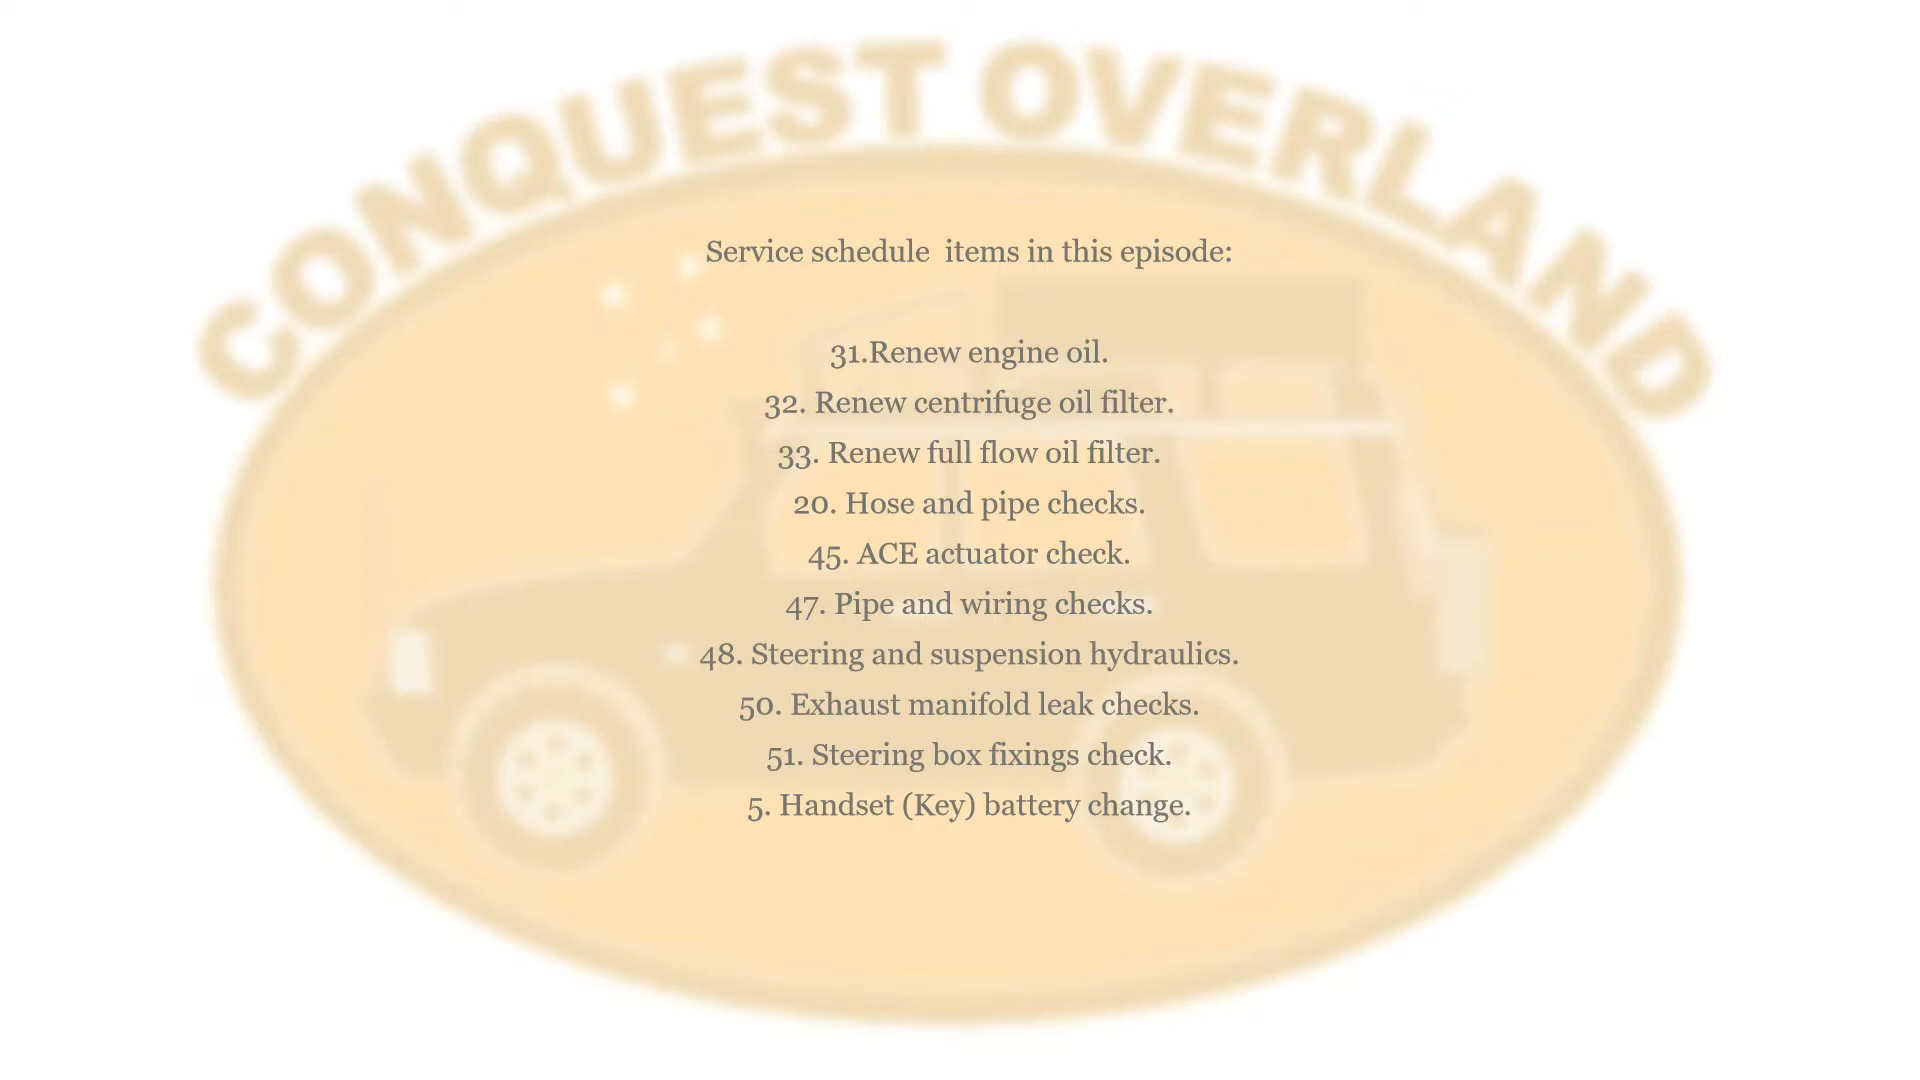 CONQUEST OVERLAND
Service schedule  items in this episode:
31.Renew engine oil.
32. Renew centrifuge oil filter.
33. Renew full flow oil filter.
20. Hose and pipe checks.
45. ACE actuator check.
47. Pipe and wiring checks.
48. Steering and suspension hydraulics.
50. Exhaust manifold leak checks.
51. Steering box fixings check.
5. Handset (Key) battery change.